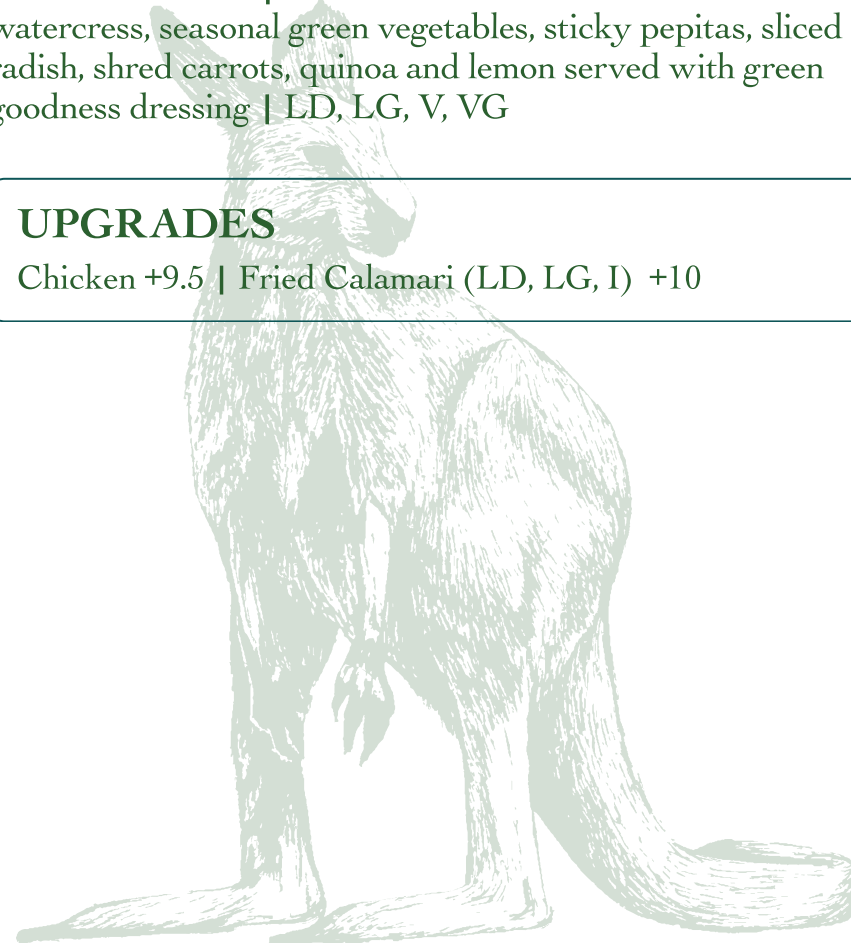 watercress, seasonal green vegetables, sticky pepitas, sliced
radish, shred carrots, quinoa and lemon served with green
goodness dressing | LD, LG, V, VG
UPGRADES
Chicken +9.5 | Fried Calamari (LD, LG, I) +10